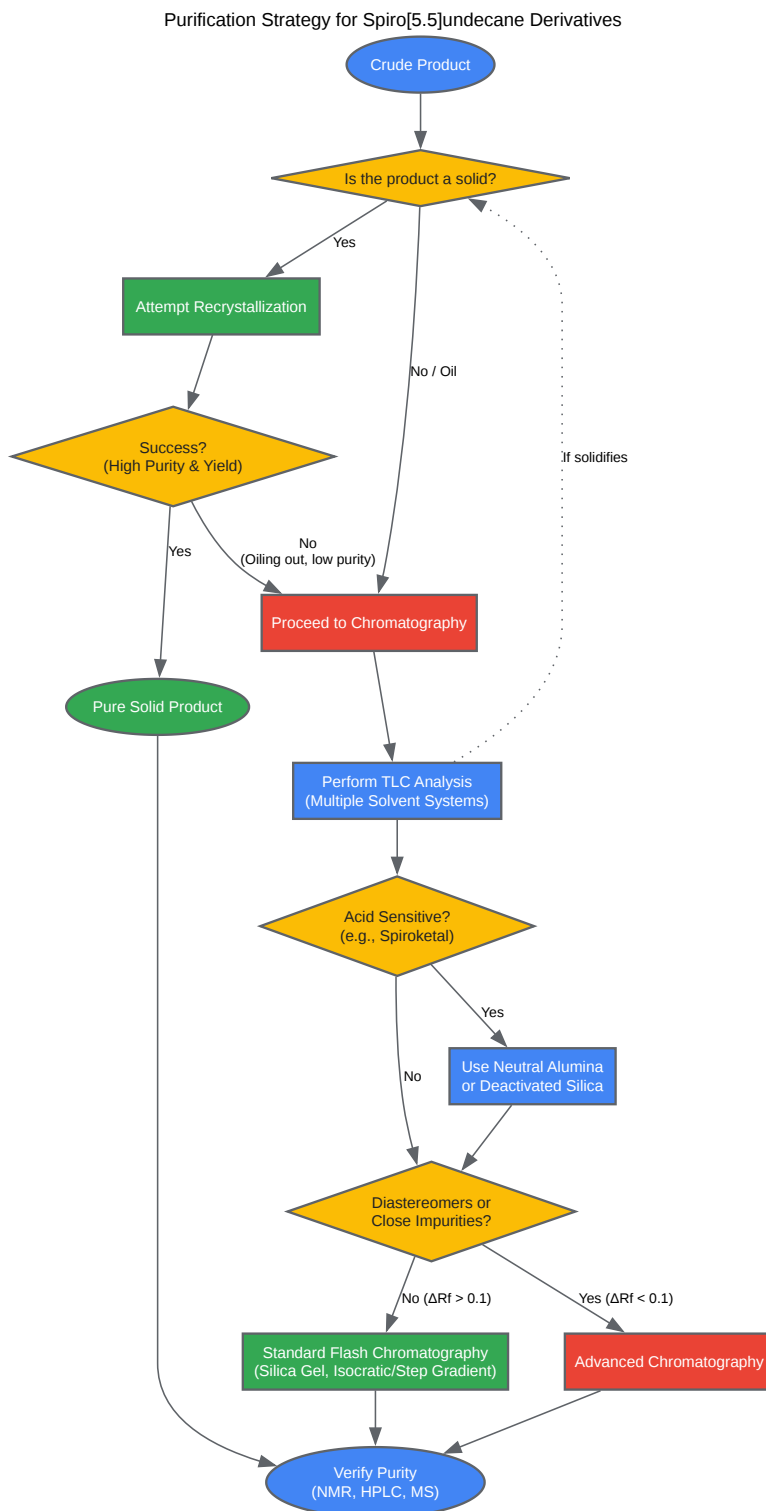 Purification Strategy for Spiro[5.5]undecane Derivatives
Crude Product
Is the product a solid?
Yes
Attempt Recrystallization
No / Oil
Success?
(High Purity & Yield)
If solidifies
Yes
No
(Oiling out, low purity)
Proceed to Chromatography
Pure Solid Product
Perform TLC Analysis
(Multiple Solvent Systems)
Acid Sensitive?
(e.g., Spiroketal)
Yes
Use Neutral Alumina
or Deactivated Silica
No
Diastereomers or
Close Impurities?
No (ΔRf > 0.1)
Yes (ΔRf < 0.1)
Standard Flash Chromatography
(Silica Gel, Isocratic/Step Gradient)
Advanced Chromatography
Verify Purity
(NMR, HPLC, MS)